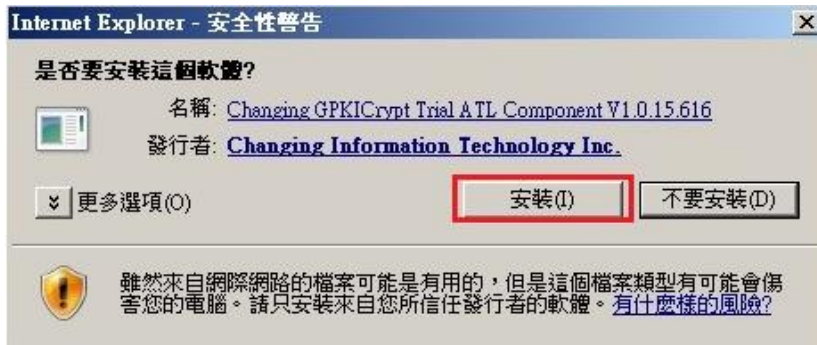 Internet Explorer - 安全性警告
是否要安裝這個軟體?
名稱: Changing GPKICrypt Trial ATL Component V1.0.15.616
發行者: Changing Information Technology Inc.
更多選項(O)
安裝(I)
不要安裝(D)
雖然來自網際網路的檔案可能是有用的，但是這個檔案類型有可能會傷
害您的電腦。請只安裝來自您所信任發行者的軟體。有什麼樣的風險?